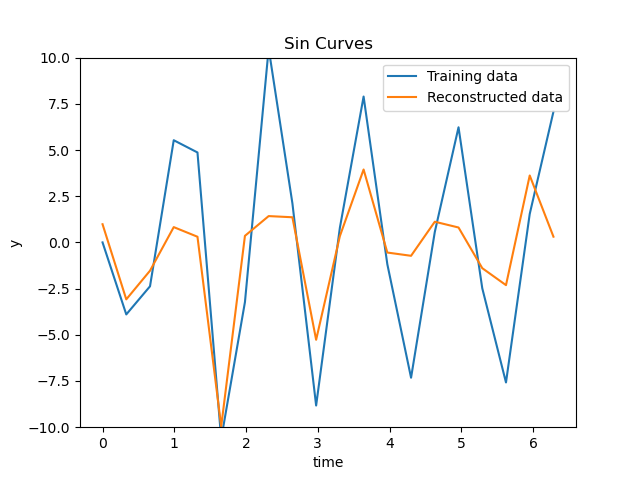 Sin Curves
Training data
Reconstructed data
10.0
7.5
5.0
2.5
0.0
−2.5
−5.0
−7.5
−10.0
y
0 1 2 3 4 5 6
time